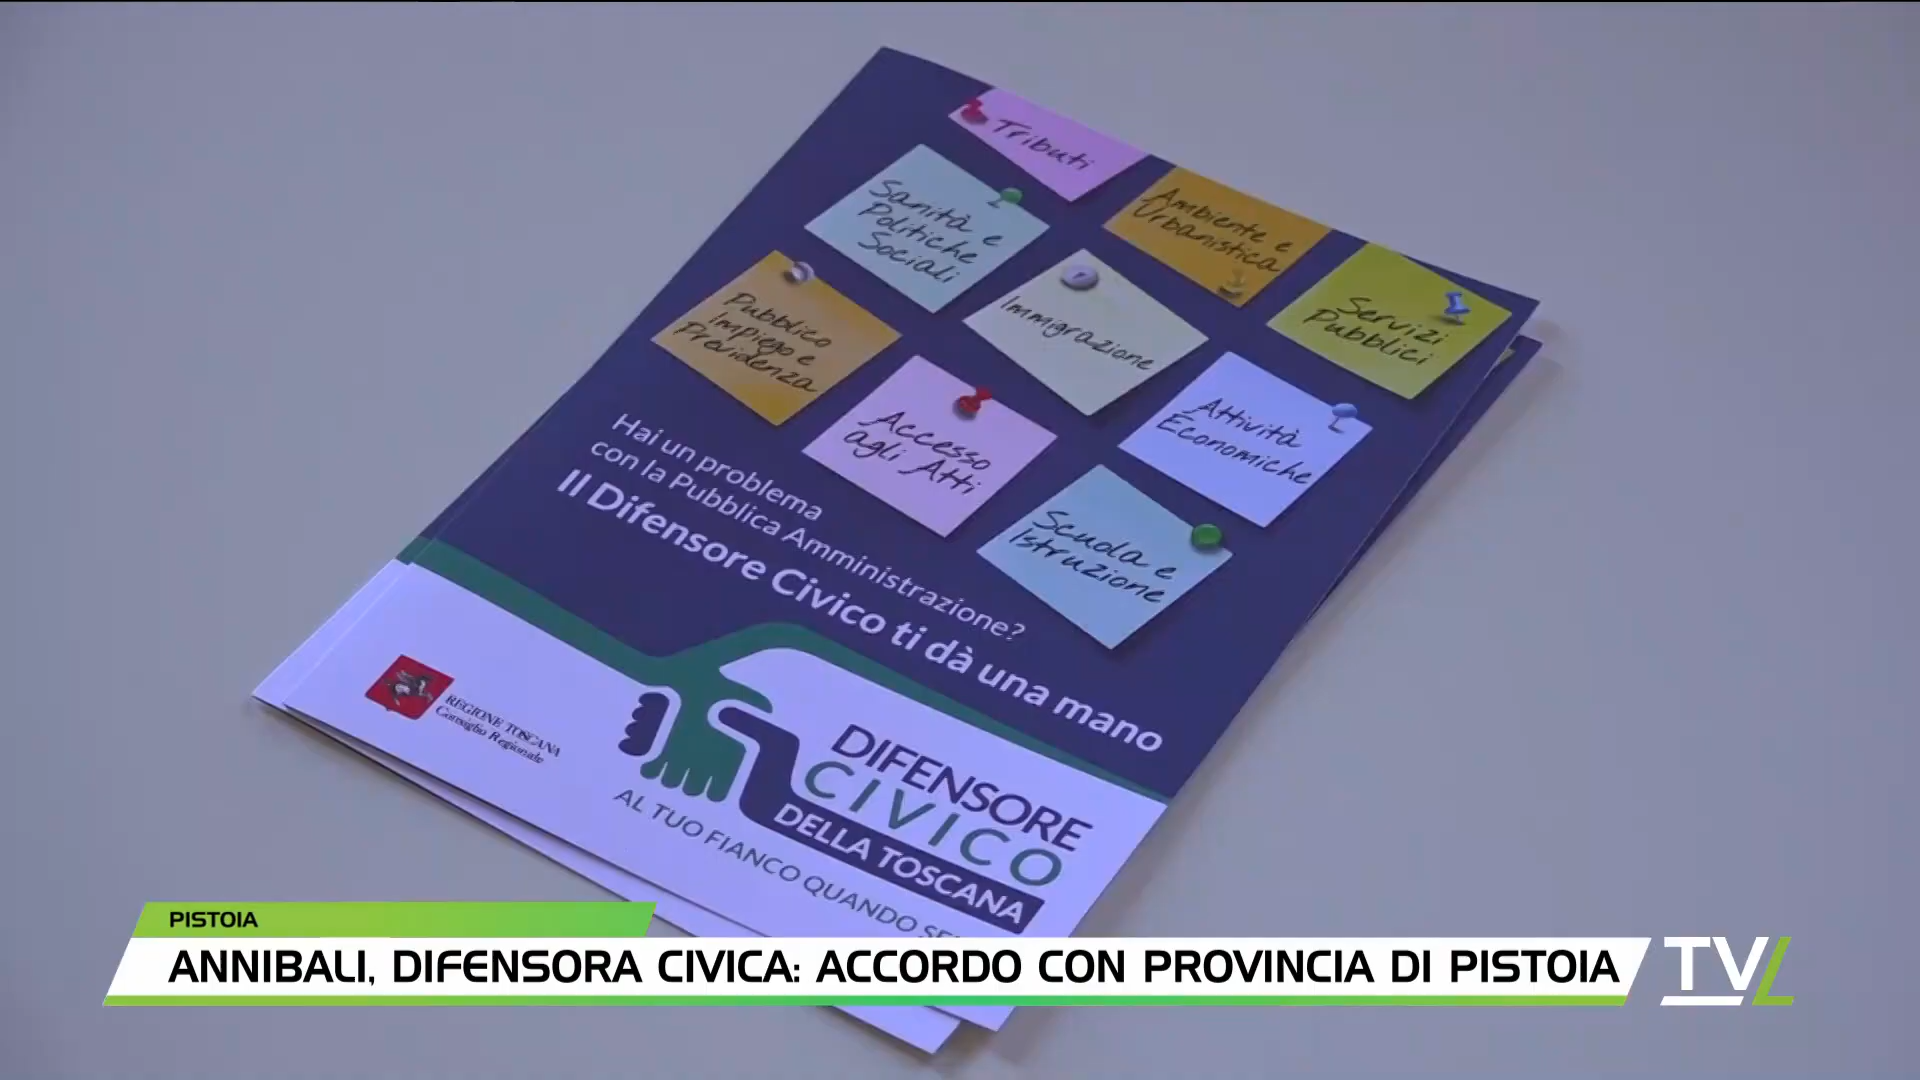 Tributi
Sanità e
Politiche
Sociali
Ambiente e
Urbanistica
Servizi
Pubblici
Pubblico
Impiego e
Previdenza
Immigrazione
Attività
Economiche
Accesso
agli Atti
Scuola e
Istruzione
Hai un problema
con la Pubblica Amministrazione?
Il Difensore Civico ti dà una mano
REGIONE TOSCANA
Consiglio Regionale
DIFENSORE
CIVICO
DELLA TOSCANA
AL TUO FIANCO QUANDO
PISTOIA
ANNIBALI, DIFENSORA CIVICA: ACCORDO CON PROVINCIA DI PISTOIA
TVL